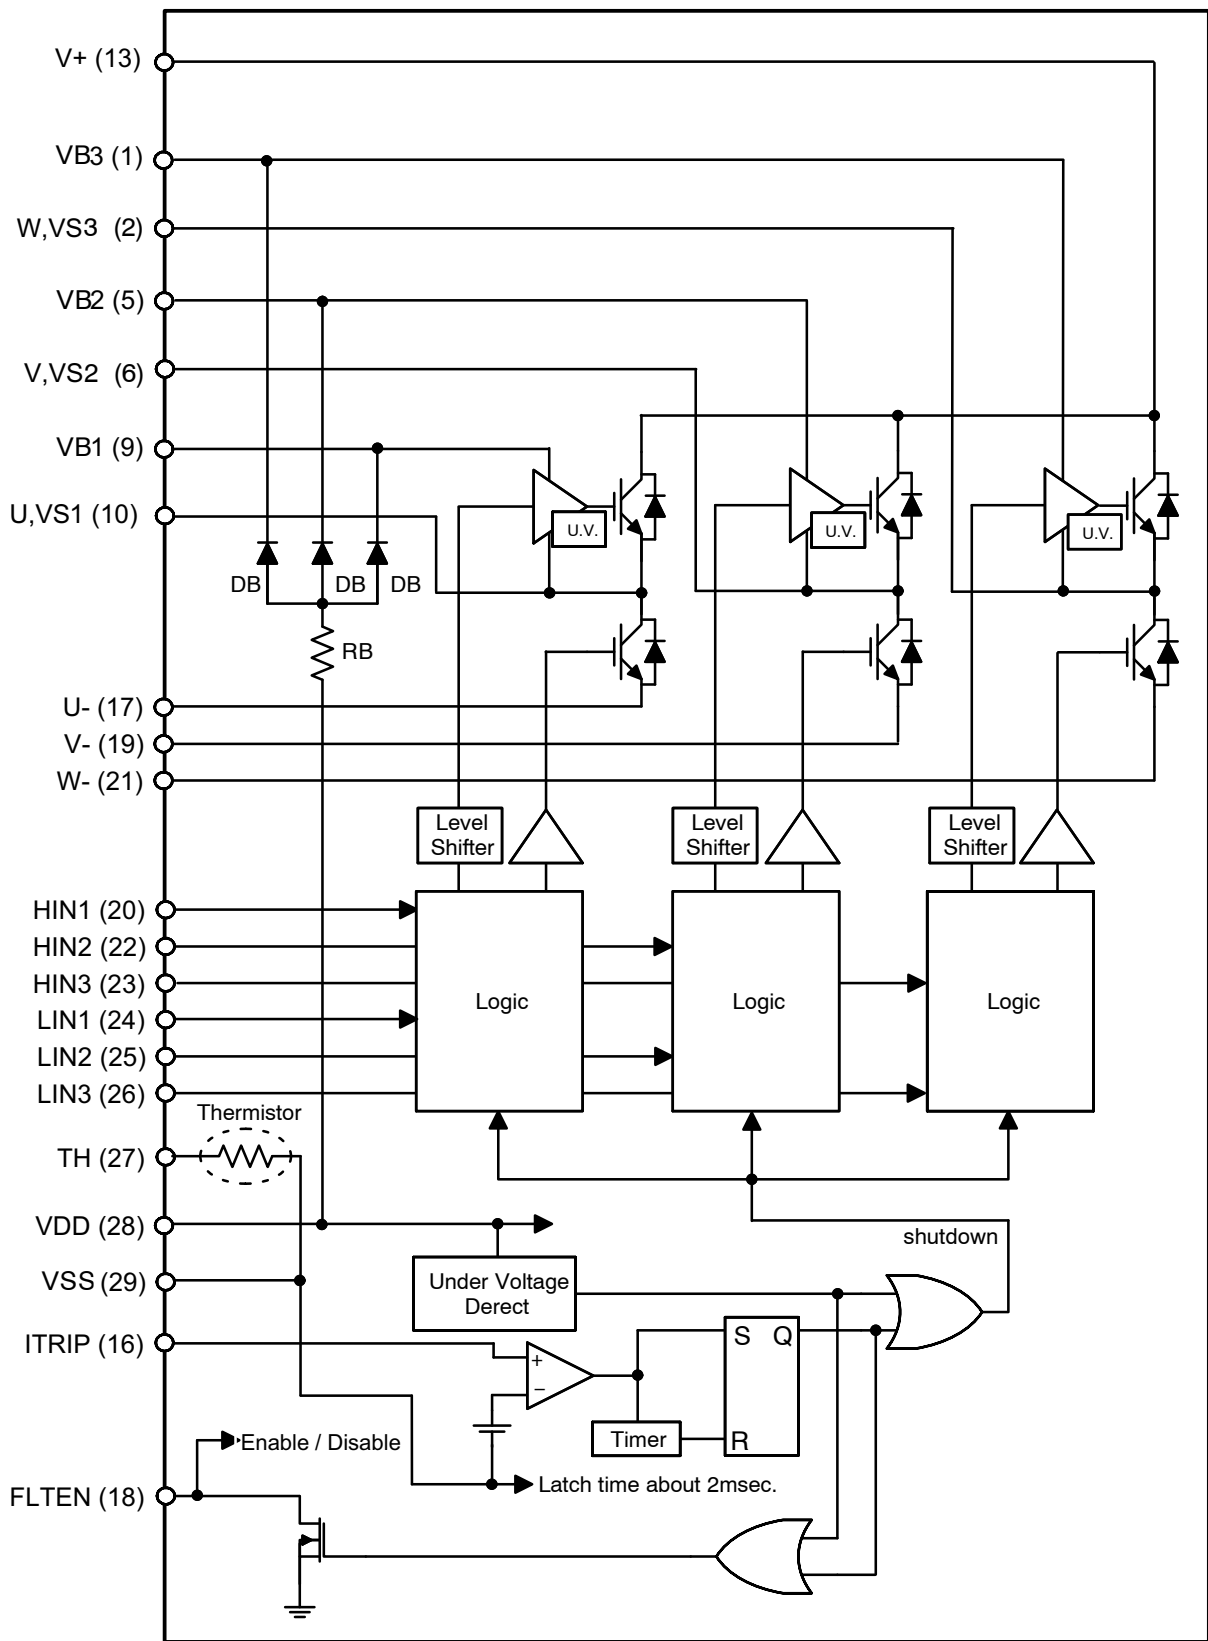 V+ (13)
VB3 (1)
W,VS3 (2)
VB2 (5)
V,VS2 (6)
VB1 (9)
U,VS1 (10)
U.V.
U.V.
U.V.
DB
DB
DB
RB
U- (17)
V- (19)
W- (21)
Level
Shifter
Level
Shifter
Level
Shifter
HIN1 (20)
HIN2 (22)
HIN3 (23)
LIN1 (24)
LIN2 (25)
LIN3 (26)
Logic
Logic
Logic
Thermistor
TH (27)
VDD (28)
VSS (29)
shutdown
Under Voltage
Derect
ITRIP (16)
+
−
S Q
R
Timer
Enable / Disable
Latch time about 2msec.
FLTEN (18)